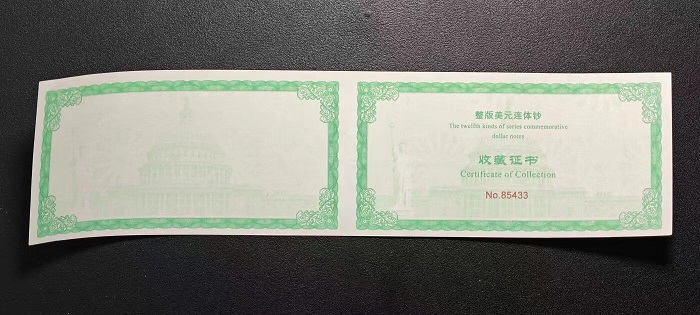 整版美元连体钞
The twelfth kinds of series commemorative
dollar notes
收藏证书
Certificate of Collection
No.85433